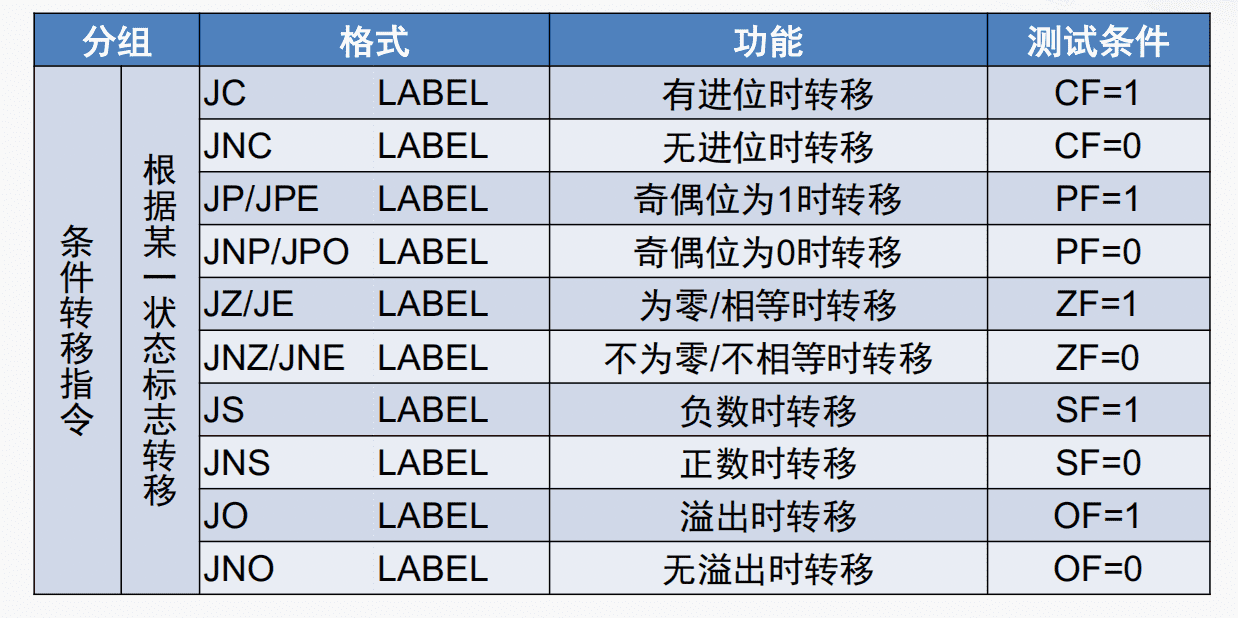 分组 格式 功能 测试条件
条件转移指令
根据某一状态标志转移
JC LABEL 有进位时转移 CF=1
JNC LABEL 无进位时转移 CF=0
JP/JPE LABEL 奇偶位为1时转移 PF=1
JNP/JPO LABEL 奇偶位为0时转移 PF=0
JZ/JE LABEL 为零/相等时转移 ZF=1
JNZ/JNE LABEL 不为零/不相等时转移 ZF=0
JS LABEL 负数时转移 SF=1
JNS LABEL 正数时转移 SF=0
JO LABEL 溢出时转移 OF=1
JNO LABEL 无溢出时转移 OF=0